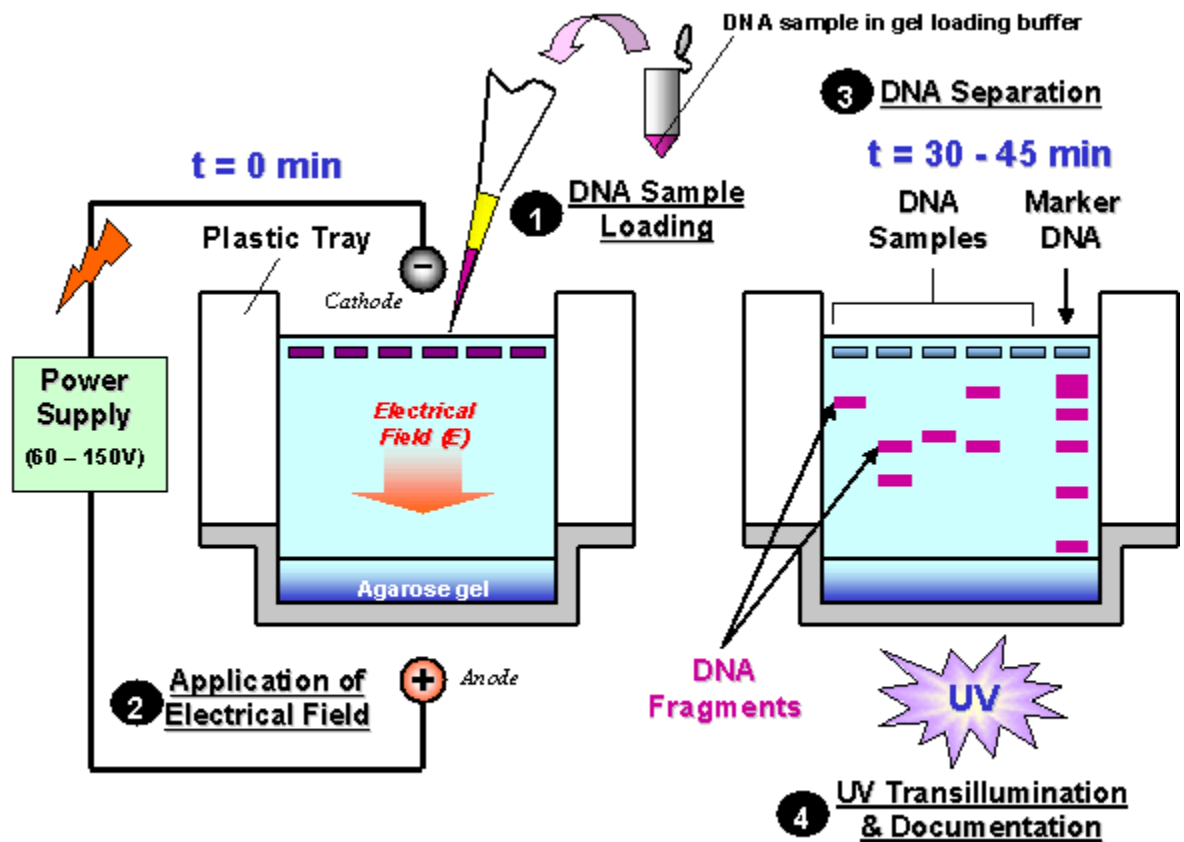 DNA sample in gel loading buffer
3 DNA Separation
t = 0 min
t = 30 - 45 min
1 DNA Sample
Loading
DNA
Samples
Marker
DNA
Plastic Tray
−
Cathode
Power
Supply
(60 – 150V)
Electrical
Field (E)
Agarose gel
2 Application of
Electrical Field
+
Anode
DNA
Fragments
UV
4 UV Transillumination
& Documentation